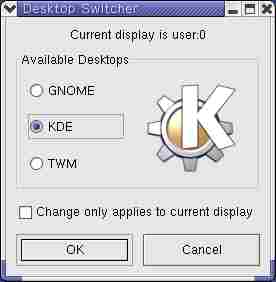 Desktop Switcher
Current display is user:0
Available Desktops
GNOME
KDE
TWM
Change only applies to current display
OK Cancel